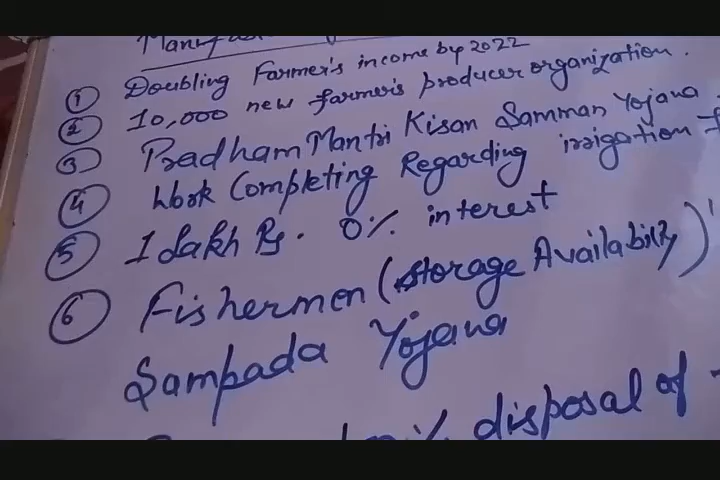 ① Doubling Farmer's income by 2022
② 10,000 new farmer's producer organization.
③ Pradham Mantri Kisan Samman Yojana
④ Work Completing Regarding irrigation
⑤ 1 Lakh Rs. 0% interest
⑥ Fishermen (storage Availability)
Sampada Yojana
% disposal of